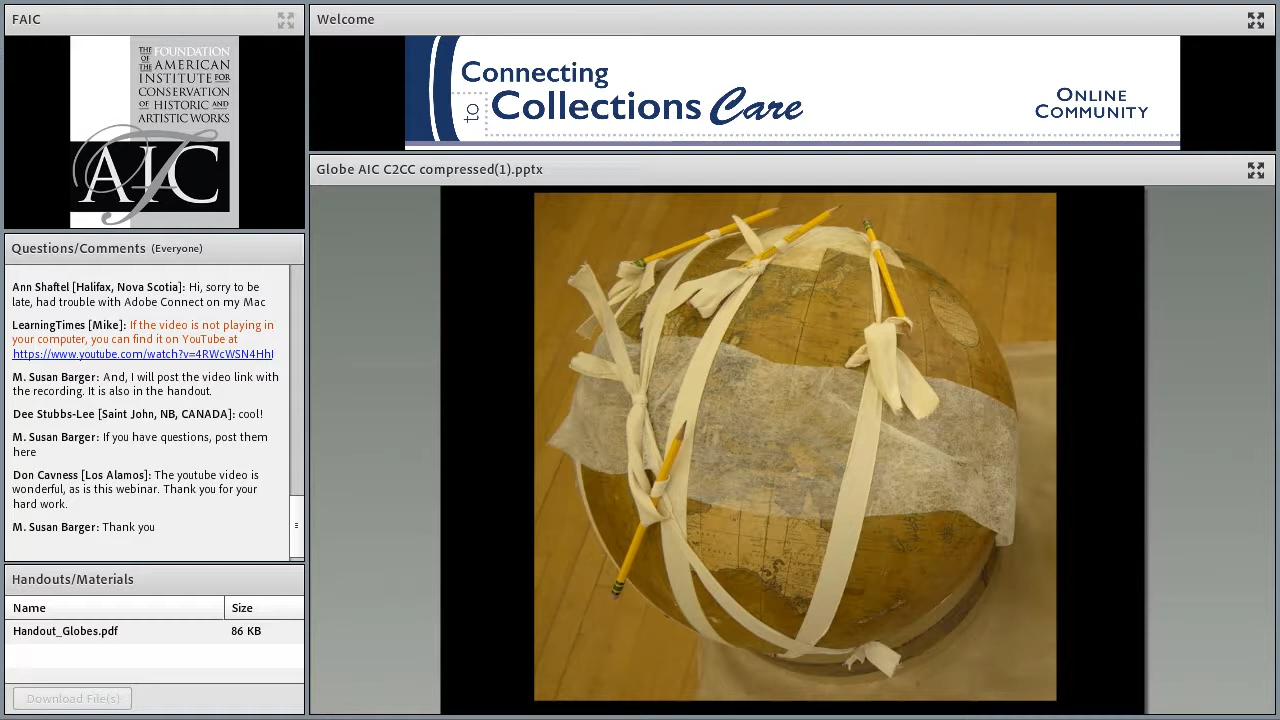 FAIC
THE FOUNDATION
OF THE AMERICAN
INSTITUTE FOR
CONSERVATION
OF HISTORIC AND
ARTISTIC WORKS
AIC
Welcome
Connecting
to Collections Care
ONLINE
COMMUNITY
Globe AIC C2CC compressed(1).pptx
Questions/Comments (Everyone)
Ann Shaftel [Halifax, Nova Scotia]: Hi, sorry to be
late, had trouble with Adobe Connect on my Mac
LearningTimes [Mike]: If the video is not playing in
your computer, you can find it on YouTube at
https://www.youtube.com/watch?v=4RWcWSN4HhI
M. Susan Barger: And, I will post the video link with
the recording. It is also in the handout.
Dee Stubbs-Lee [Saint John, NB, CANADA]: cool!
M. Susan Barger: If you have questions, post them
here
Don Cavness [Los Alamos]: The youtube video is
wonderful, as is this webinar. Thank you for your
hard work.
M. Susan Barger: Thank you
Handouts/Materials
Name Size
Handout_Globes.pdf 86 KB
Download File(s)